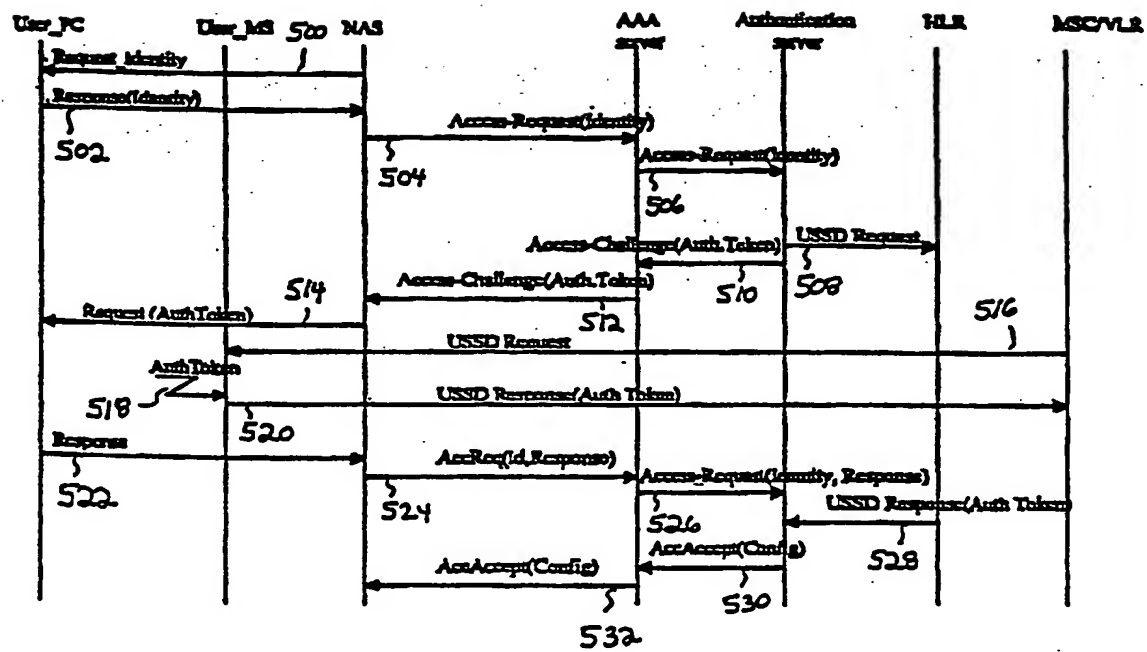 User_PC
User_MS
500
NAS
AAA server
Authentication server
HLR
MSC/VLR
Request_Identity
Response(Identity)
502
Access-Request(identity)
504
Access-Request(identity)
506
USSD Request
508
Access-Challenge(Auth.Token)
510
Access-Challenge(Auth.Token)
512
514
Request (AuthToken)
516
USSD Request
AuthToken
518
USSD Response(Auth Token)
520
Response
522
AccReq(Id,Response)
524
Access_Request(Identity, Response)
526
USSD Response(Auth Token)
528
AccAccept(Config)
530
AccAccept(Config)
532